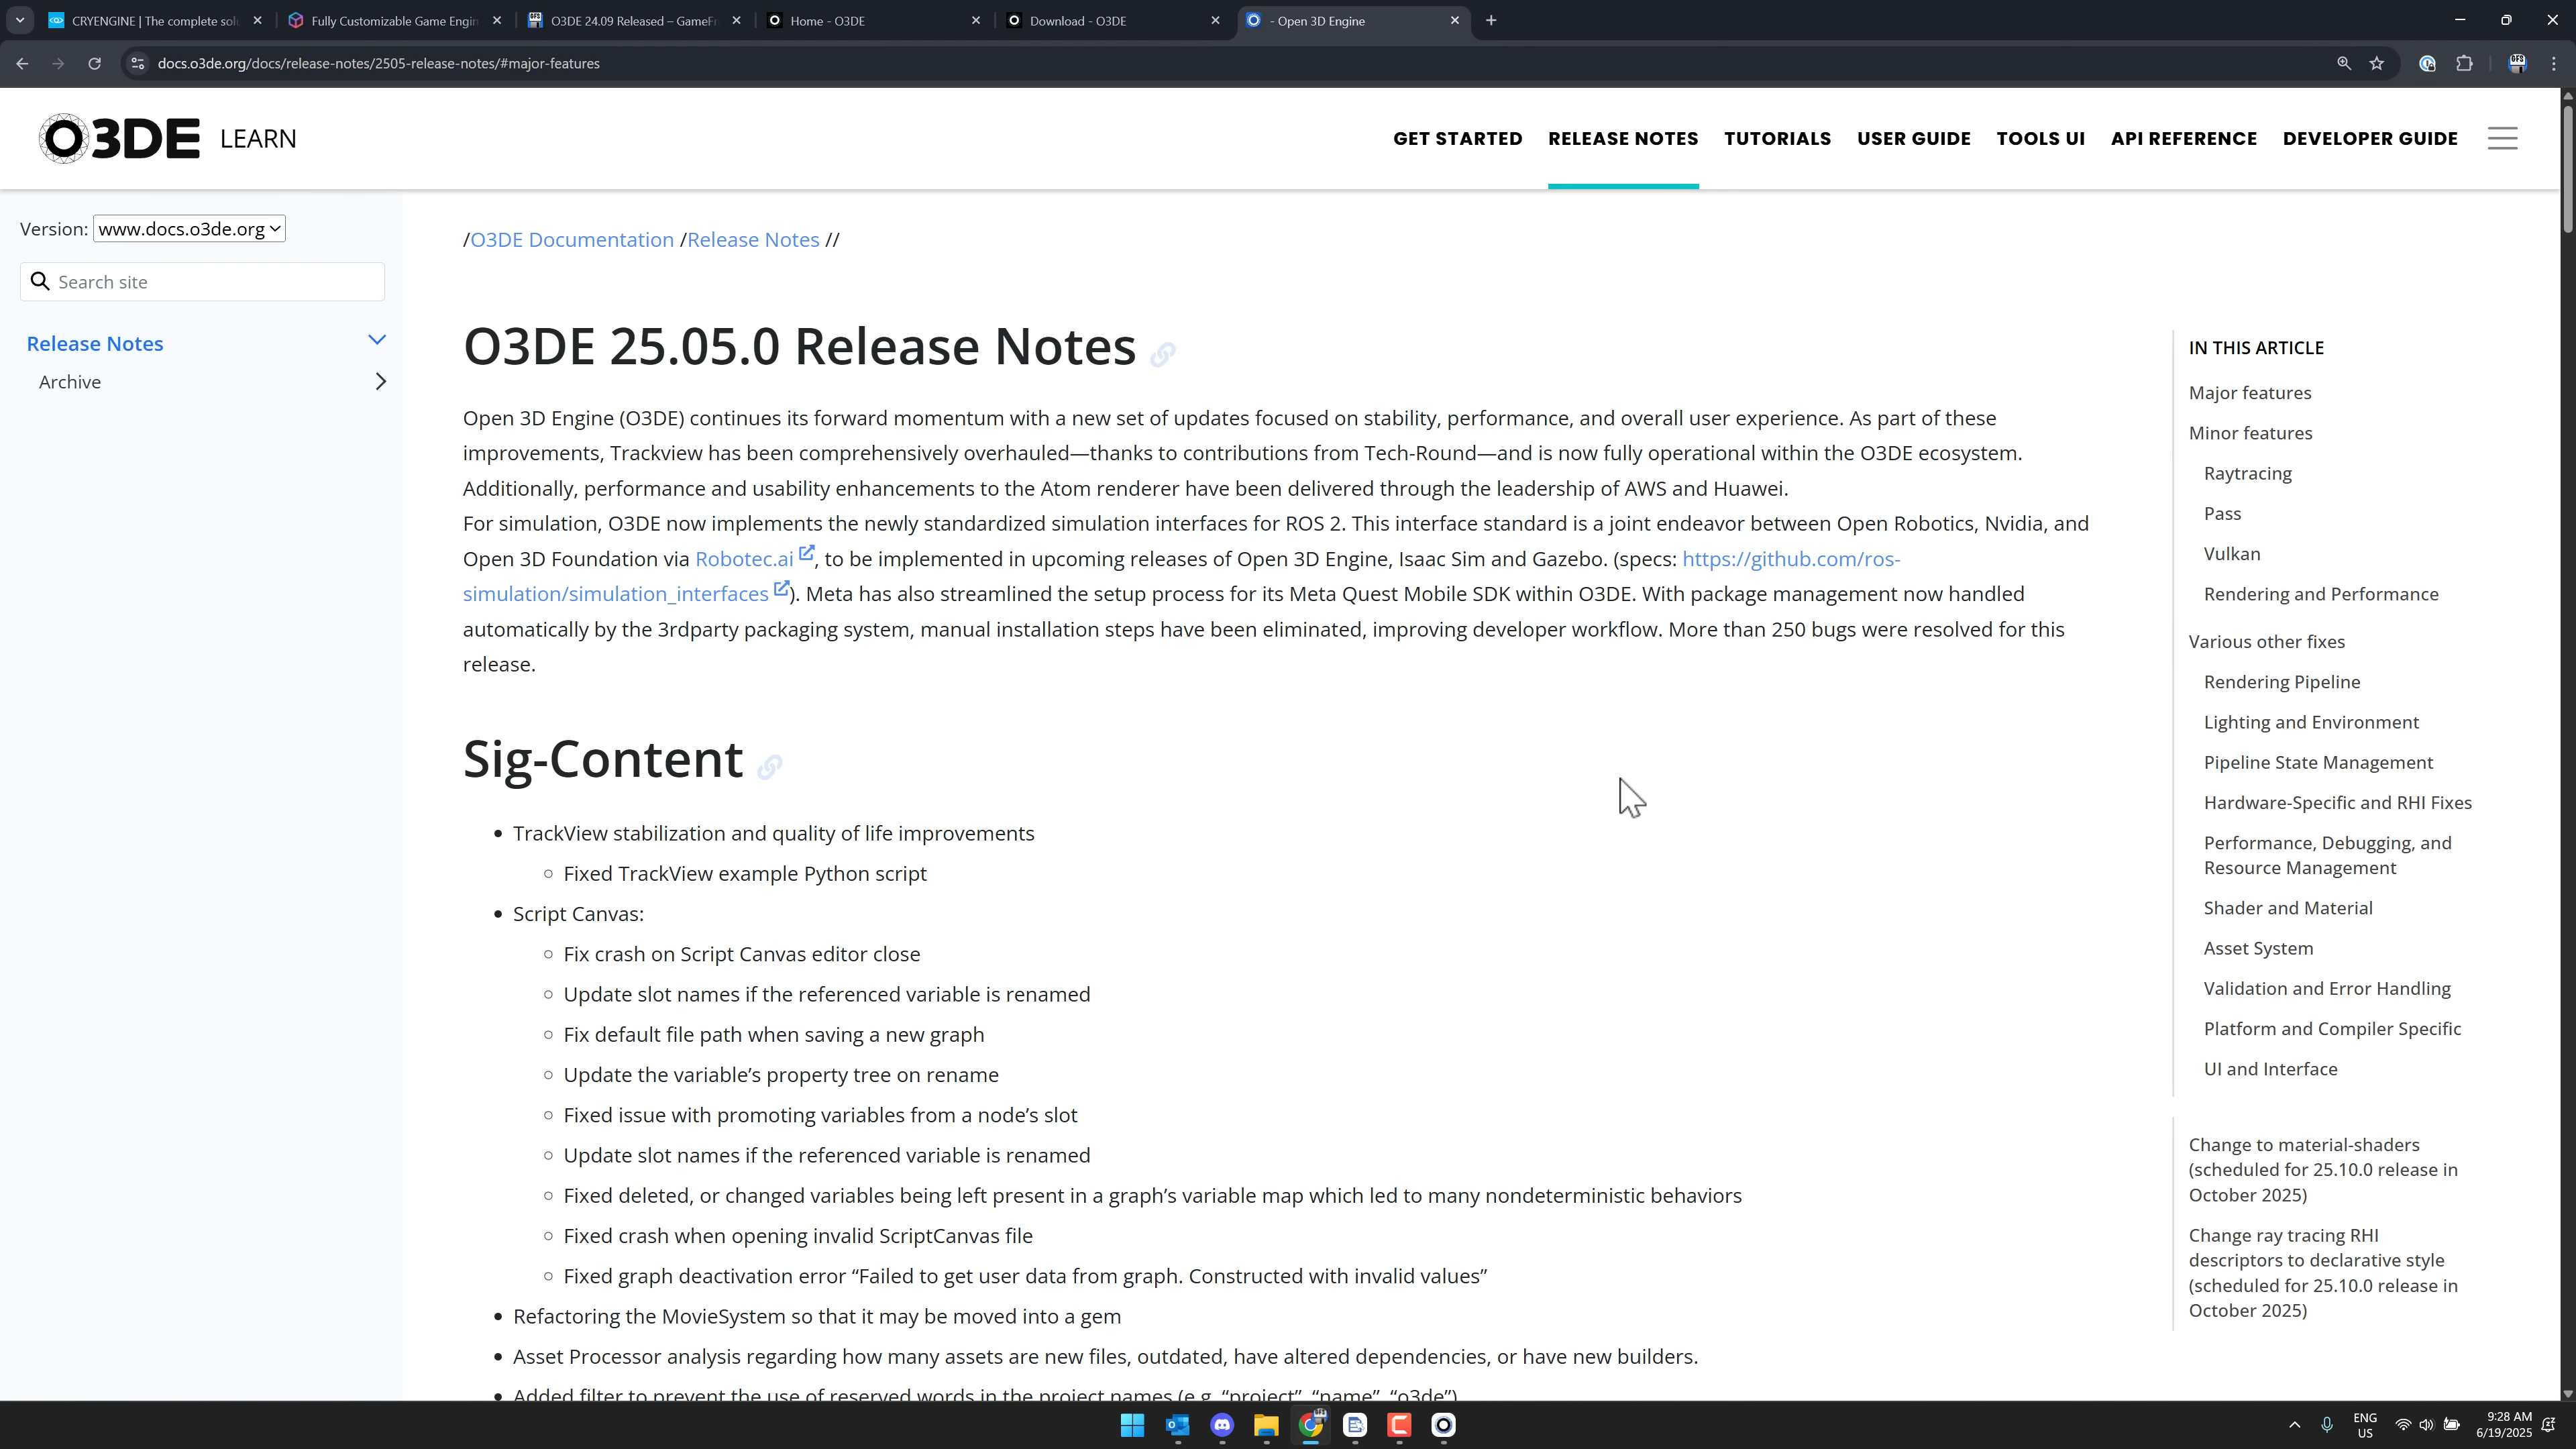 CRYENGINE | The complete solu
Fully Customizable Game Engin
O3DE 24.09 Released – GameFr
Home - O3DE
Download - O3DE
- Open 3D Engine
docs.o3de.org/docs/release-notes/2505-release-notes/#major-features
O3DE LEARN
GET STARTED
RELEASE NOTES
TUTORIALS
USER GUIDE
TOOLS UI
API REFERENCE
DEVELOPER GUIDE
Version: www.docs.o3de.org
Search site
Release Notes
Archive
/O3DE Documentation /Release Notes //
O3DE 25.05.0 Release Notes
Open 3D Engine (O3DE) continues its forward momentum with a new set of updates focused on stability, performance, and overall user experience. As part of these
improvements, Trackview has been comprehensively overhauled—thanks to contributions from Tech-Round—and is now fully operational within the O3DE ecosystem.
Additionally, performance and usability enhancements to the Atom renderer have been delivered through the leadership of AWS and Huawei.
For simulation, O3DE now implements the newly standardized simulation interfaces for ROS 2. This interface standard is a joint endeavor between Open Robotics, Nvidia, and
Open 3D Foundation via Robotec.ai , to be implemented in upcoming releases of Open 3D Engine, Isaac Sim and Gazebo. (specs: https://github.com/ros-
simulation/simulation_interfaces ). Meta has also streamlined the setup process for its Meta Quest Mobile SDK within O3DE. With package management now handled
automatically by the 3rdparty packaging system, manual installation steps have been eliminated, improving developer workflow. More than 250 bugs were resolved for this
release.
Sig-Content
• TrackView stabilization and quality of life improvements
○ Fixed TrackView example Python script
• Script Canvas:
○ Fix crash on Script Canvas editor close
○ Update slot names if the referenced variable is renamed
○ Fix default file path when saving a new graph
○ Update the variable’s property tree on rename
○ Fixed issue with promoting variables from a node’s slot
○ Update slot names if the referenced variable is renamed
○ Fixed deleted, or changed variables being left present in a graph’s variable map which led to many nondeterministic behaviors
○ Fixed crash when opening invalid ScriptCanvas file
○ Fixed graph deactivation error “Failed to get user data from graph. Constructed with invalid values”
• Refactoring the MovieSystem so that it may be moved into a gem
• Asset Processor analysis regarding how many assets are new files, outdated, have altered dependencies, or have new builders.
• Added filter to prevent the use of reserved words in the project names (e.g. “project”, “name”, “o3de”)
IN THIS ARTICLE
Major features
Minor features
Raytracing
Pass
Vulkan
Rendering and Performance
Various other fixes
Rendering Pipeline
Lighting and Environment
Pipeline State Management
Hardware-Specific and RHI Fixes
Performance, Debugging, and
Resource Management
Shader and Material
Asset System
Validation and Error Handling
Platform and Compiler Specific
UI and Interface
Change to material-shaders
(scheduled for 25.10.0 release in
October 2025)
Change ray tracing RHI
descriptors to declarative style
(scheduled for 25.10.0 release in
October 2025)
ENG
US
9:28 AM
6/19/2025